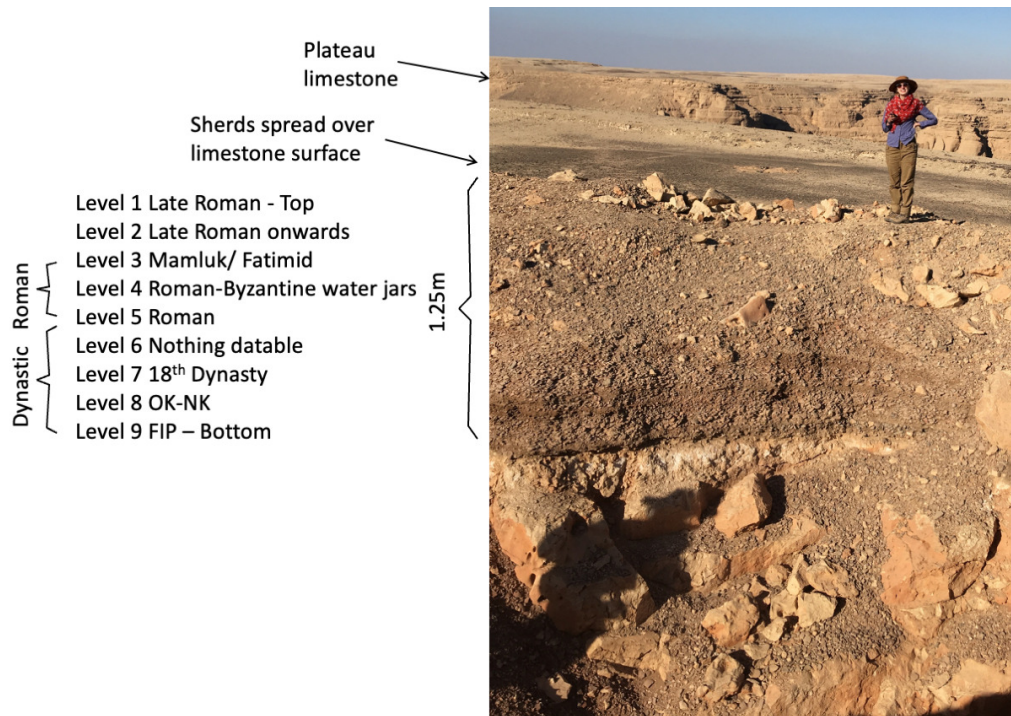 Plateau
limestone
Sherds spread over
limestone surface
Level 1 Late Roman - Top
Level 2 Late Roman onwards
Level 3 Mamluk/ Fatimid
Level 4 Roman-Byzantine water jars
Level 5 Roman
Level 6 Nothing datable
Level 7 18th Dynasty
Level 8 OK-NK
Level 9 FIP – Bottom
Roman
Dynastic
1.25m